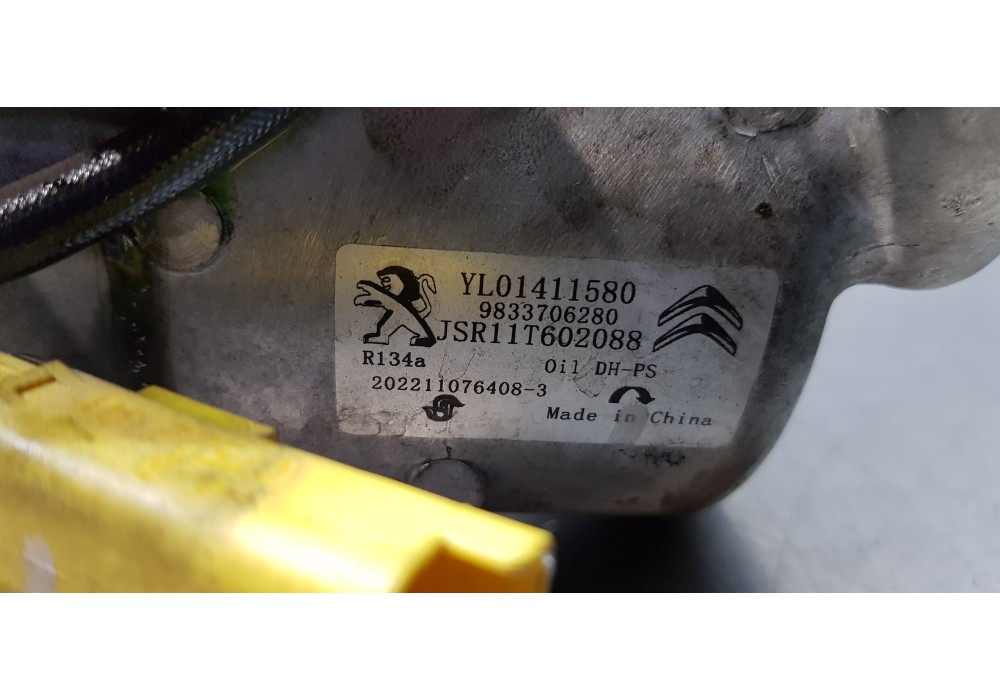 YL01411580
9833706280
JSR11T602088
R134a
Oil DH-PS
202211076408-3
Made in China